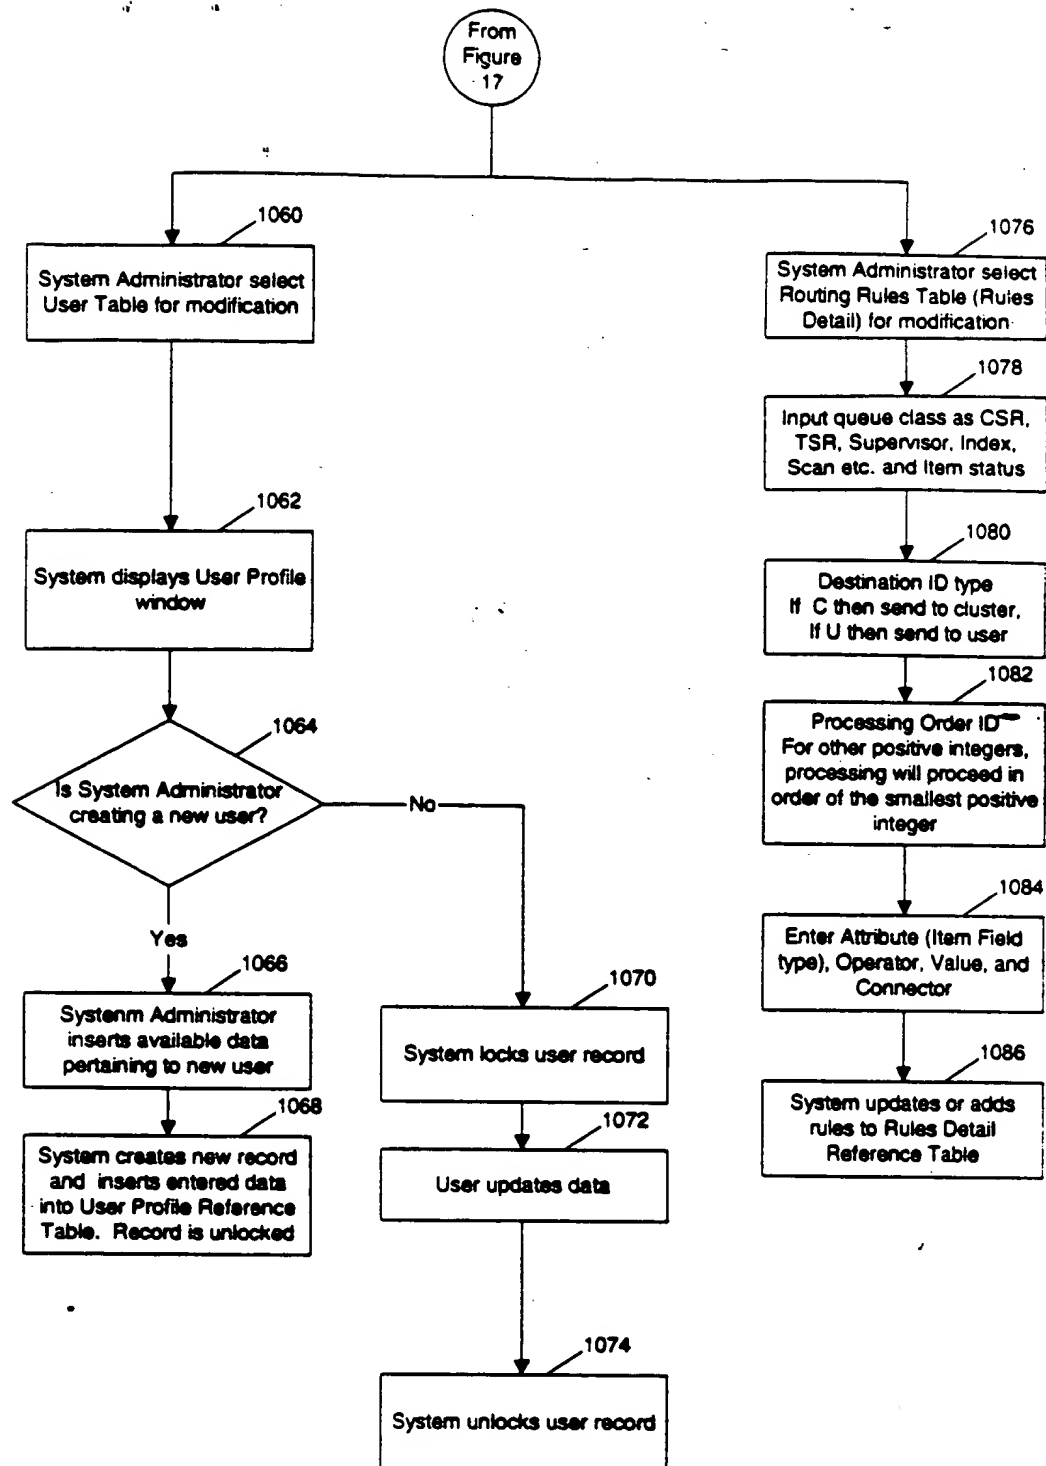 From
Figure
17
1060
System Administrator select
User Table for modification
1062
System displays User Profile
window
1064
Is System Administrator
creating a new user?
No
Yes
1066
Systenm Administrator
inserts available data
pertaining to new user
1068
System creates new record
and inserts entered data
into User Profile Reference
Table. Record is unlocked
1070
System locks user record
1072
User updates data
1074
System unlocks user record
1076
System Administrator select
Routing Rules Table (Rules
Detail) for modification
1078
Input queue class as CSR,
TSR, Supervisor, Index,
Scan etc. and Item status
1080
Destination ID type
If C then send to cluster,
If U then send to user
1082
Processing Order ID
For other positive integers,
processing will proceed in
order of the smallest positive
integer
1084
Enter Attribute (Item Field
type), Operator, Value, and
Connector
1086
System updates or adds
rules to Rules Detail
Reference Table